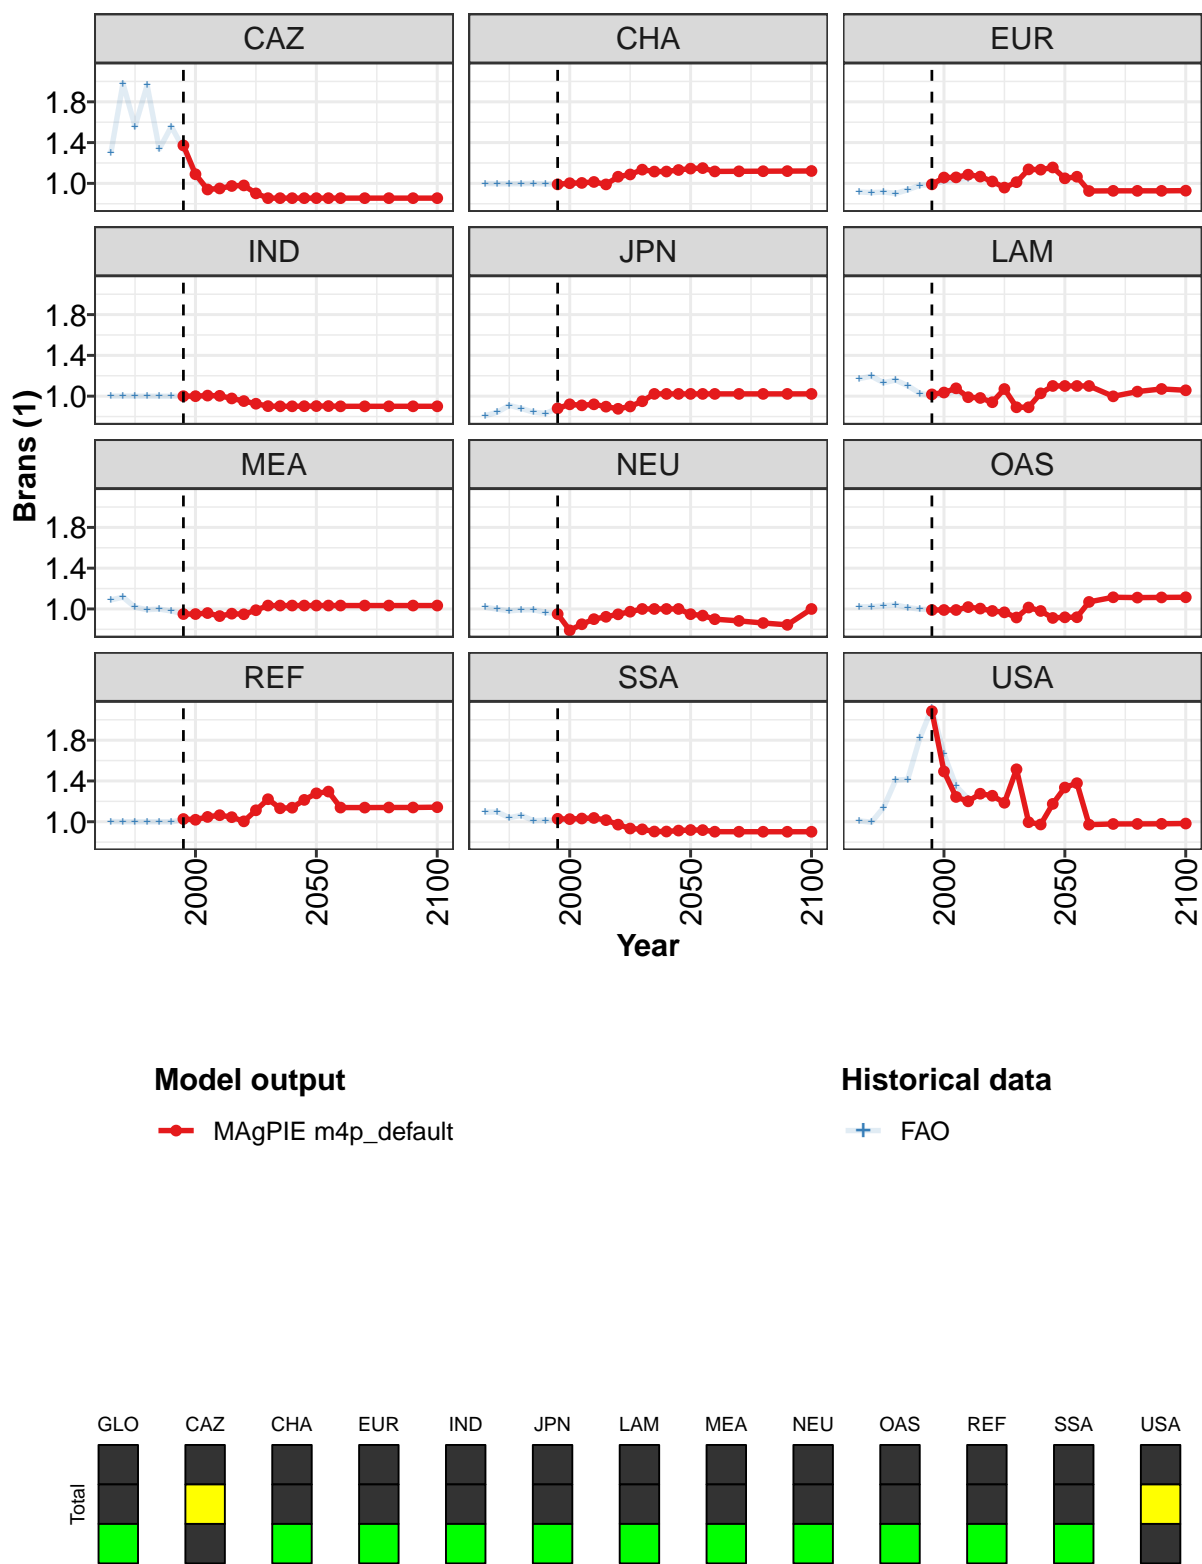 CAZ CHA EUR
1.8
1.4
1.0
IND JPN LAM
1.8
1.4
1.0
MEA NEU OAS
1.8
1.4
1.0
REF SSA USA
1.8
1.4
1.0
Brans (1)
2000 2050 2100 2000 2050 2100 2000 2050 2100
Year
Model output Historical data
MAgPIE m4p_default FAO
GLO CAZ CHA EUR IND JPN LAM MEA NEU OAS REF SSA USA
Total